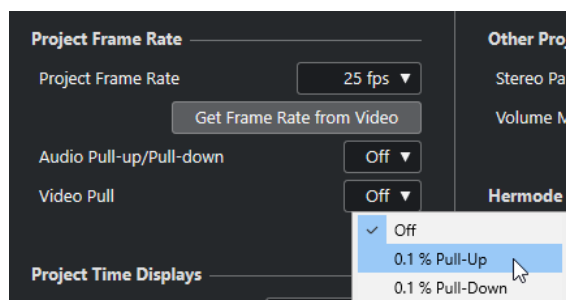 Project Frame Rate
Other Proj
Project Frame Rate
25 fps
Stereo Pa
Get Frame Rate from Video
Volume M
Audio Pull-up/Pull-down
Off
Video Pull
Off
Hermode
Off
0.1 % Pull-Up
Project Time Displays
0.1 % Pull-Down